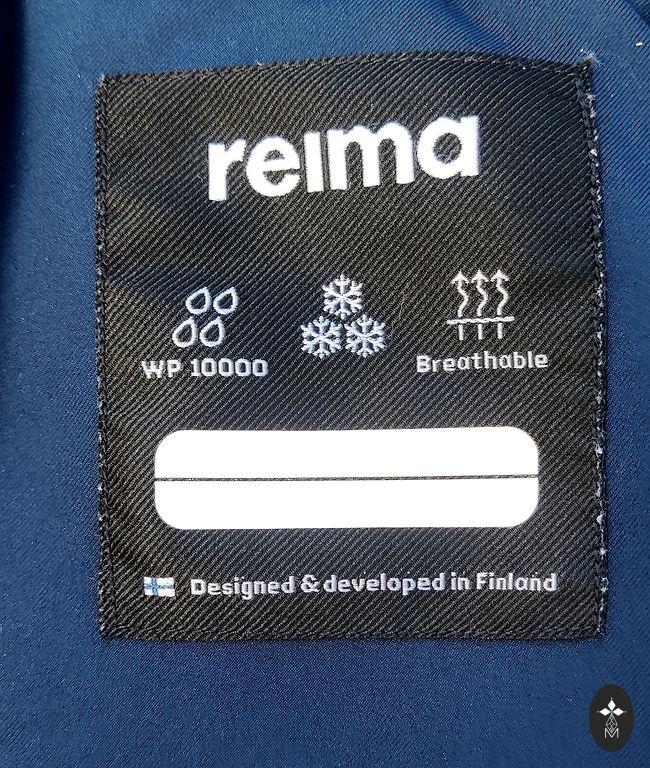 reima
WP 10000
Breathable
Designed & developed in Finland
M